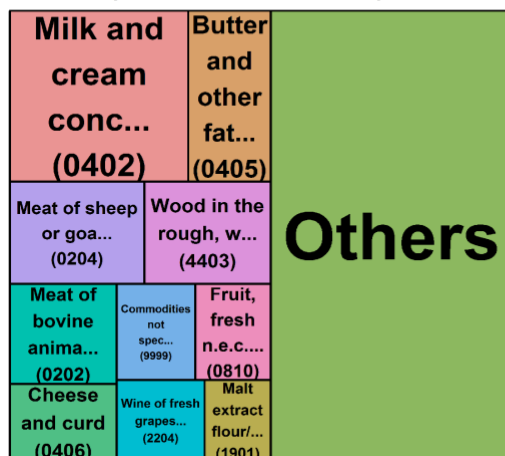 Milk and
cream
conc...
(0402)
Butter
and
other
fat...
(0405)
Meat of sheep
or goa...
(0204)
Wood in the
rough, w...
(4403)
Meat of
bovine
anima...
(0202)
Commodities
not
spec...
(9999)
Fruit,
fresh
n.e.c....
(0810)
Cheese
and curd
(0406)
Wine of fresh
grapes...
(2204)
Malt
extract
flour/...
(1901)
Others